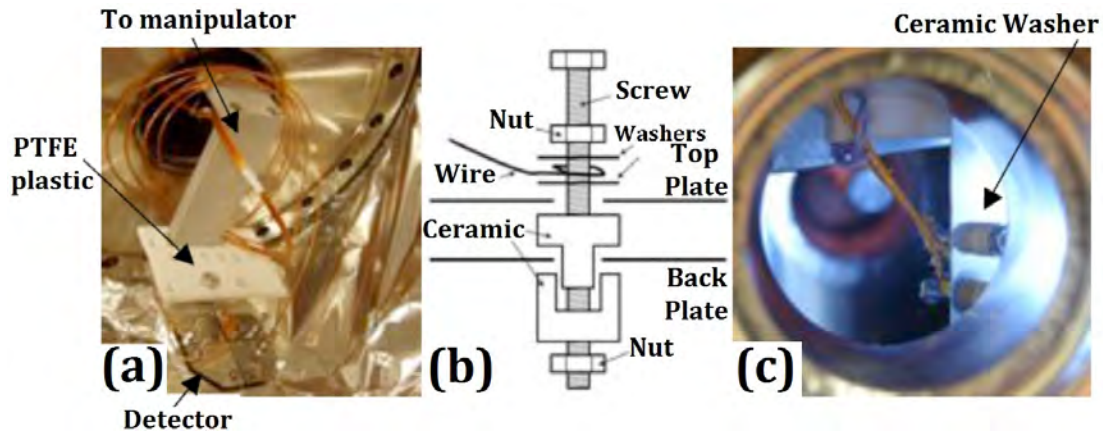 To manipulator
PTFE
plastic
Detector
(a)
Screw
Nut
Washers
Top
Plate
Wire
Ceramic
Back
Plate
Nut
(b)
Ceramic Washer
(c)